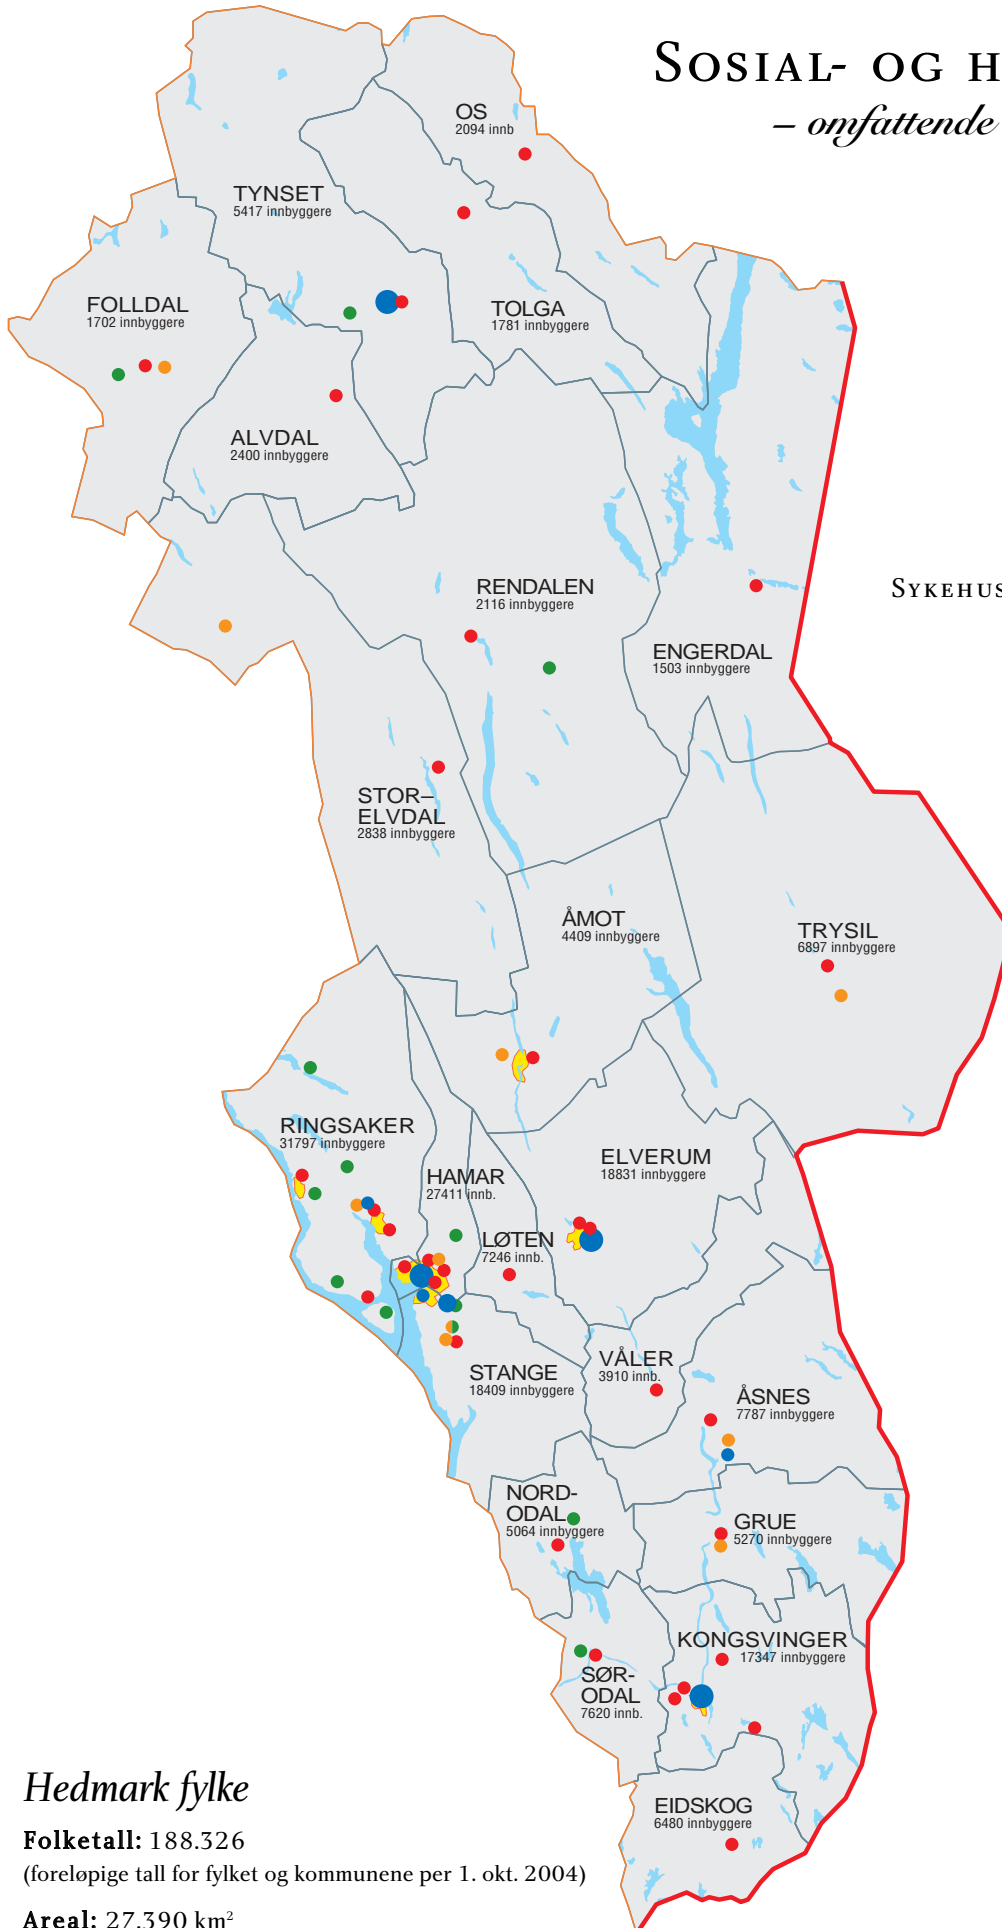 SOSIAL- OG H
– omfattende
OS
2094 innb
TYNSET
5417 innbyggere
FOLLDAL
1702 innbyggere
TOLGA
1781 innbyggere
ALVDAL
2400 innbyggere
RENDALEN
2116 innbyggere
SYKEHUS
ENGERDAL
1503 innbyggere
STOR–
ELVDAL
2838 innbyggere
ÅMOT
4409 innbyggere
TRYSIL
6897 innbyggere
RINGSAKER
31797 innbyggere
HAMAR
27411 innb.
ELVERUM
18831 innbyggere
LØTEN
7246 innb.
VÅLER
3910 innb.
STANGE
18409 innbyggere
ÅSNES
7787 innbyggere
NORD-
ODAL
5064 innbyggere
GRUE
5270 innbyggere
KONGSVINGER
17347 innbyggere
SØR-
ODAL
7620 innb.
EIDSKOG
6480 innbyggere
Hedmark fylke
Folketall: 188.326
(foreløpige tall for fylket og kommunene per 1. okt. 2004)
Areal: 27.390 km²